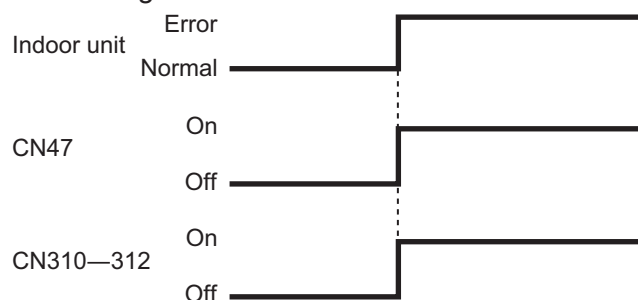 Error
Indoor unit
Normal
On
CN47
Off
On
CN310—312
Off